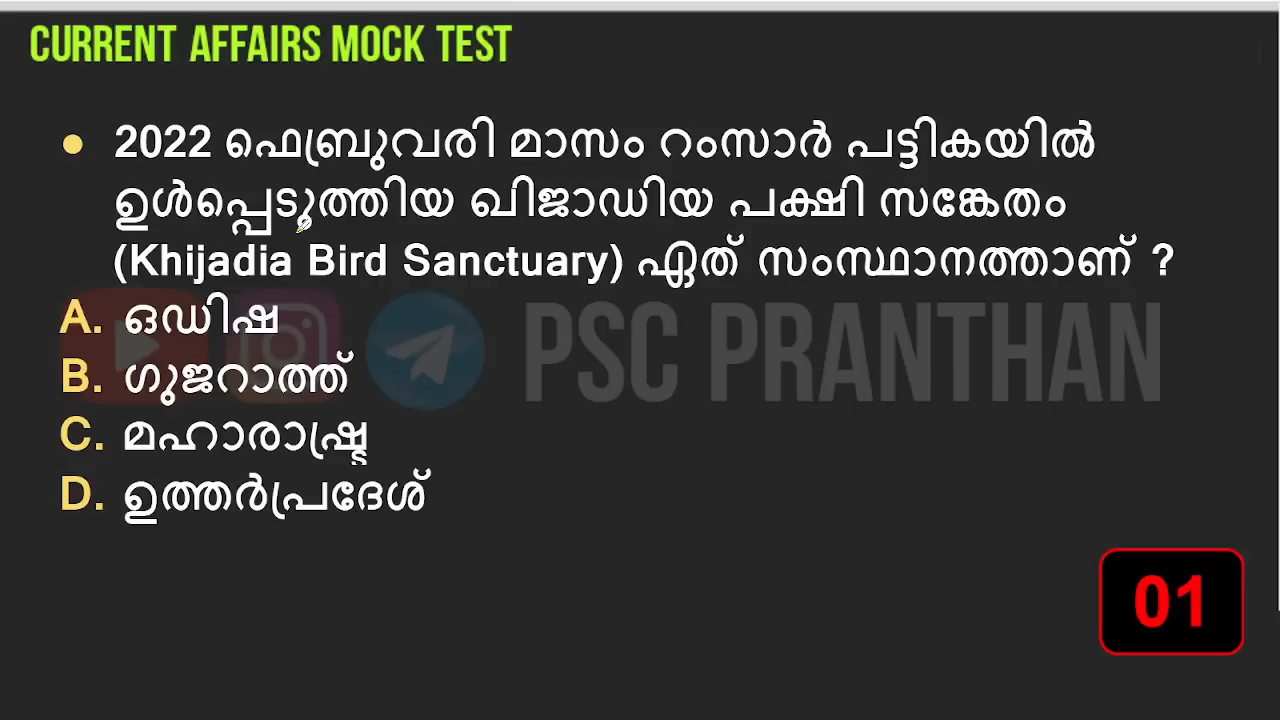 CURRENT AFFAIRS MOCK TEST
• 2022 ഫെബ്രുവരി മാസം റംസാർ പട്ടികയിൽ
ഉൾപ്പെടുത്തിയ ഖിജാഡിയ പക്ഷി സങ്കേതം
(Khijadia Bird Sanctuary) ഏത് സംസ്ഥാനത്താണ് ?
A. ഒഡിഷ
B. ഗുജറാത്ത്
C. മഹാരാഷ്ട്ര
D. ഉത്തർപ്രദേശ്
PSC PRANTHAN
01